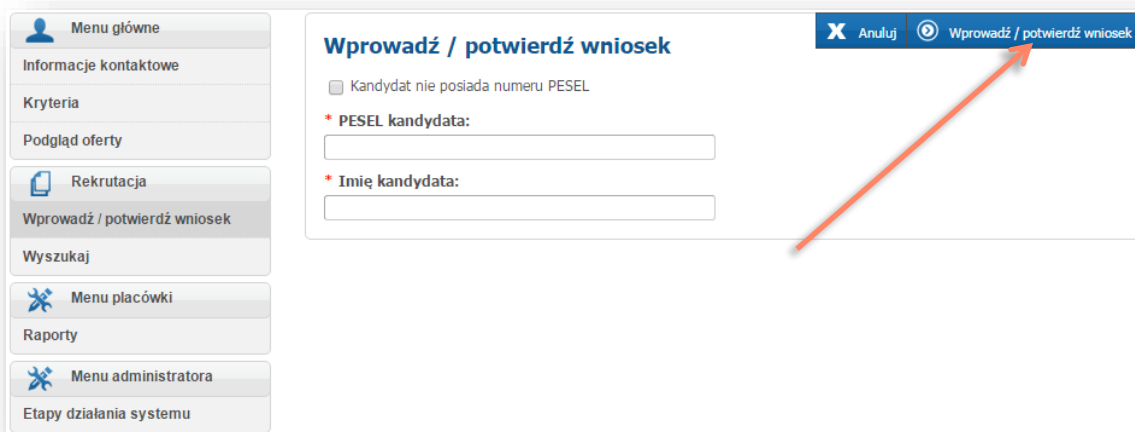 Menu główne
Informacje kontaktowe
Kryteria
Podgląd oferty
Rekrutacja
Wprowadź / potwierdź wniosek
Wyszukaj
Menu placówki
Raporty
Menu administratora
Etapy działania systemu
Wprowadź / potwierdź wniosek
X Anuluj
Wprowadź / potwierdź wniosek
Kandydat nie posiada numeru PESEL
* PESEL kandydata:
* Imię kandydata: